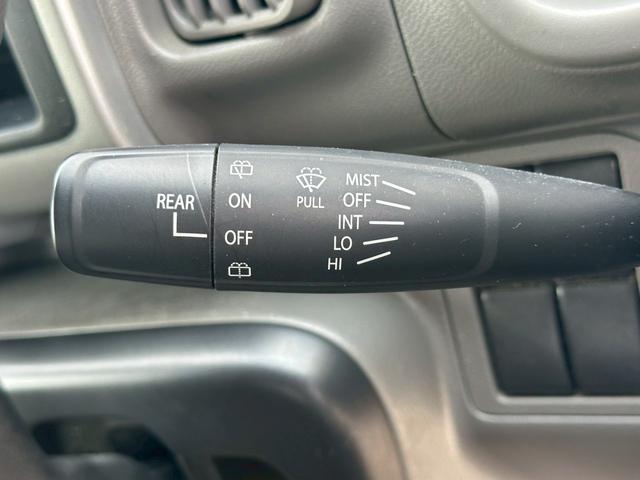 REAR
ON
OFF
PULL
MIST
OFF
INT
LO
HI